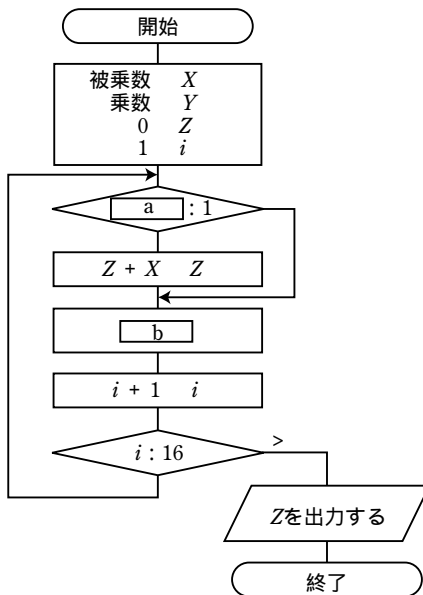 開始
被乗数 X
乗数 Y
0 Z
1 i
a : 1
Z + X Z
b
i + 1 i
i : 16
>
Zを出力する
終了